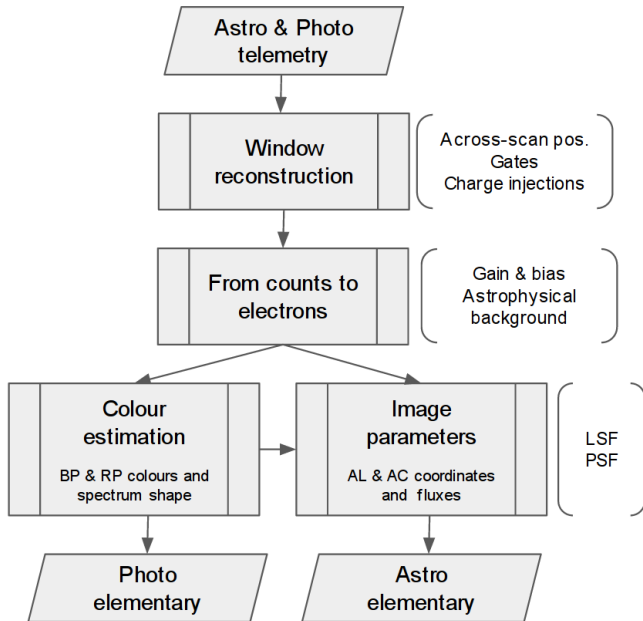 Astro & Photo
telemetry
Window
reconstruction
Across-scan pos.
Gates
Charge injections
From counts to
electrons
Gain & bias
Astrophysical
background
Colour
estimation
BP & RP colours and
spectrum shape
Image
parameters
AL & AC coordinates
and fluxes
LSF
PSF
Photo
elementary
Astro
elementary